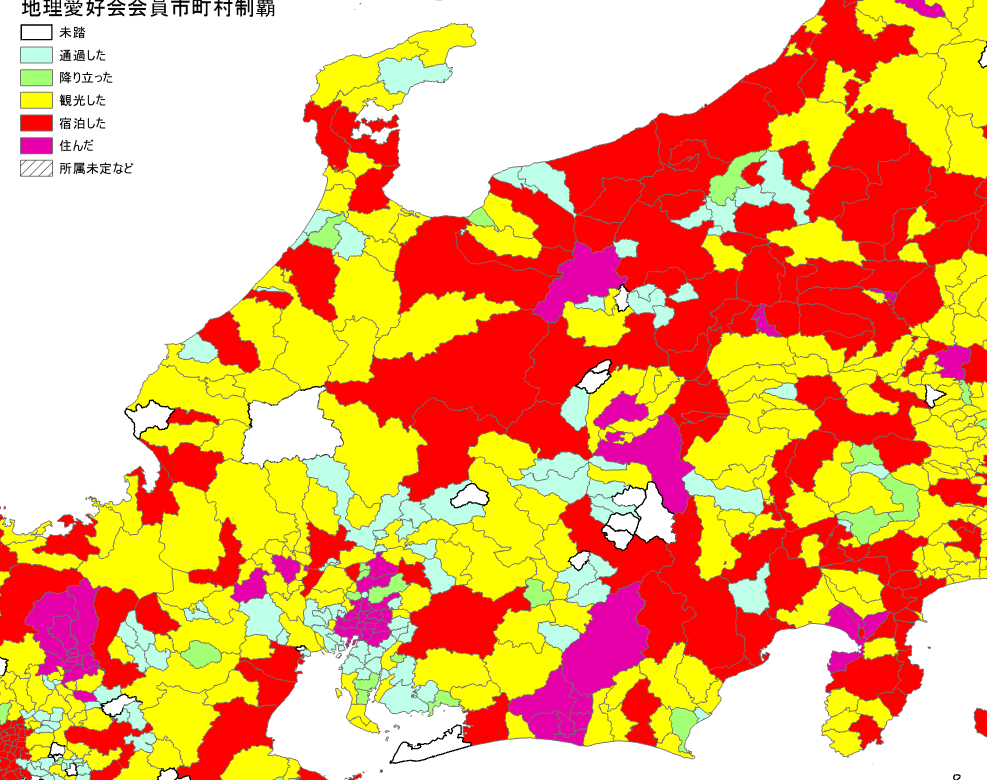 地理愛好会会員市町村制覇
未踏
通過した
降り立った
観光した
宿泊した
住んだ
所属未定など